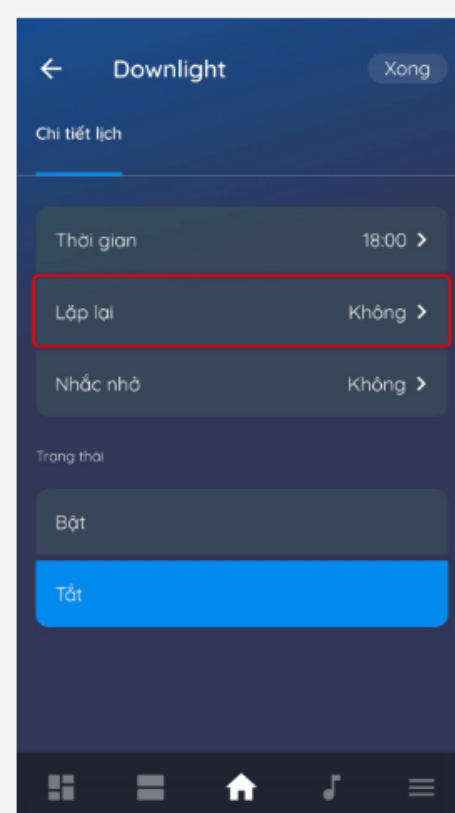 Downlight Xong
Chi tiết lịch
Thời gian 18:00
Lặp lại Không
Nhắc nhở Không
Trạng thái
Bật
Tắt